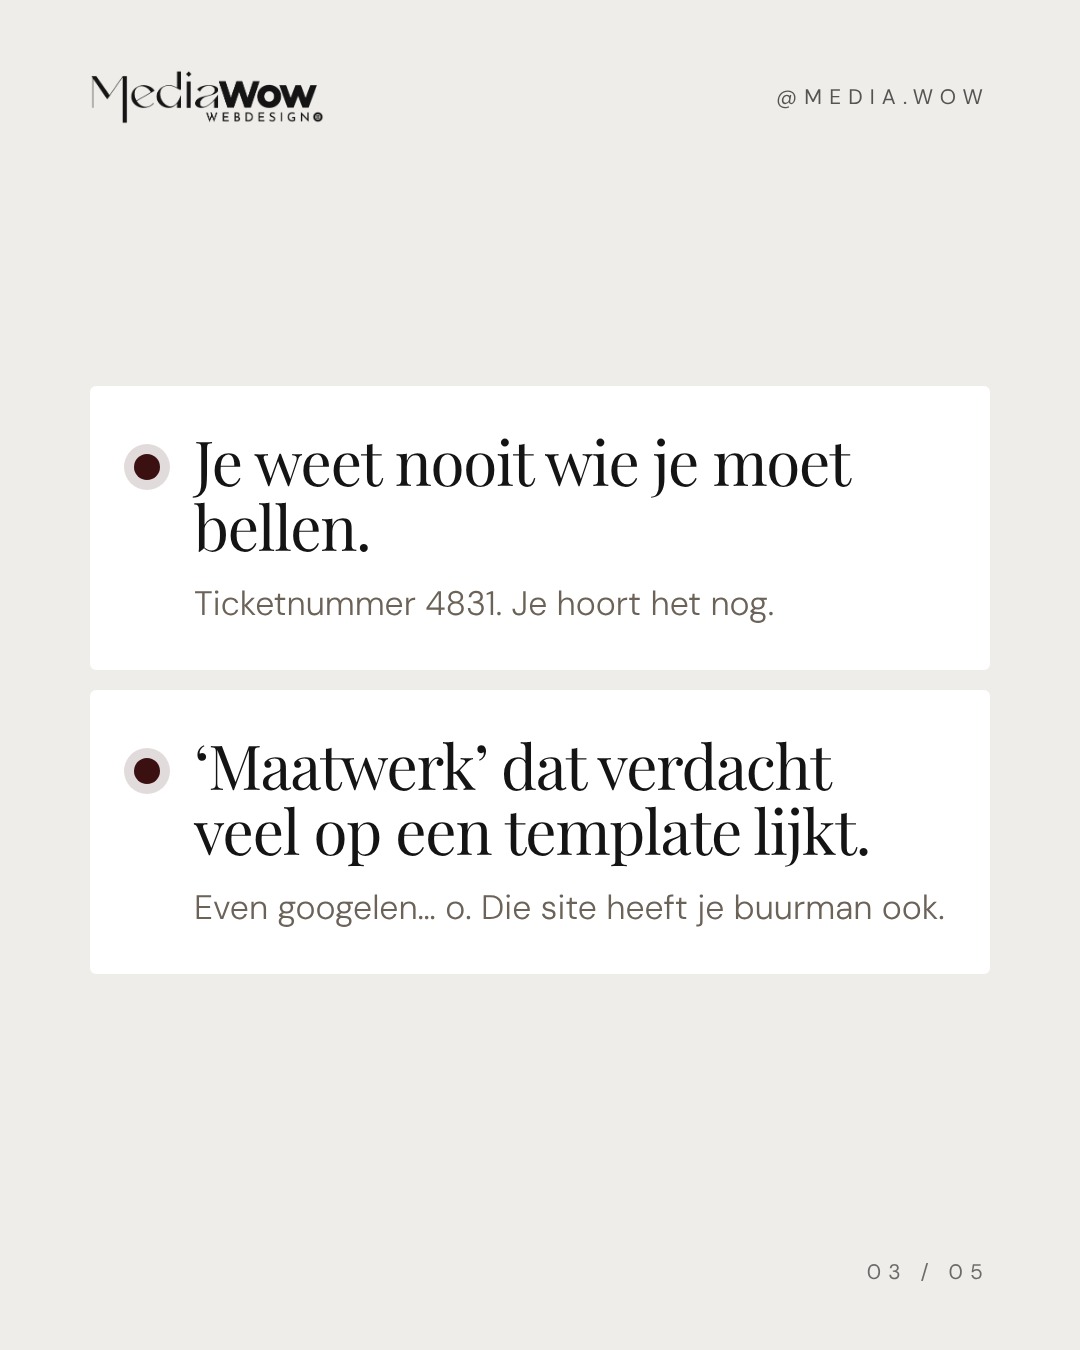 MediaWow
WEBDESIGN
@MEDIA.WOW
Je weet nooit wie je moet
bellen.
Ticketnummer 4831. Je hoort het nog.
‘Maatwerk’ dat verdacht
veel op een template lijkt.
Even googelen... o. Die site heeft je buurman ook.
03 / 05